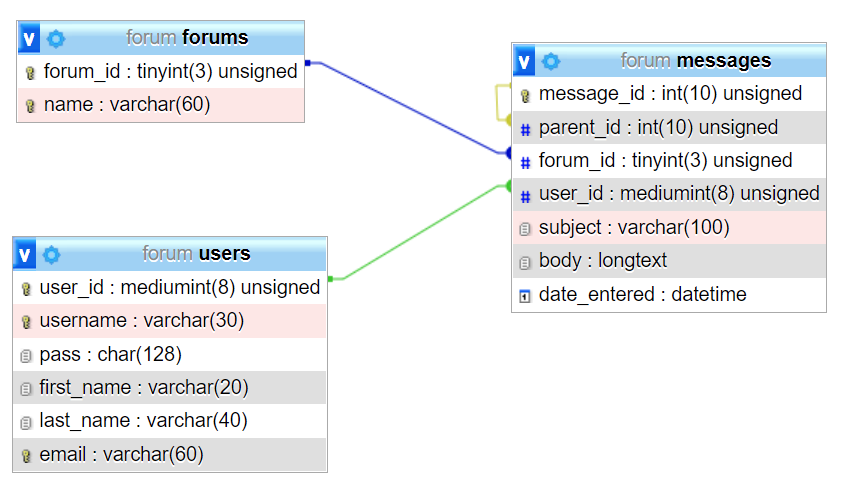 v forum forums
forum_id : tinyint(3) unsigned
name : varchar(60)
v forum messages
message_id : int(10) unsigned
# parent_id : int(10) unsigned
# forum_id : tinyint(3) unsigned
# user_id : mediumint(8) unsigned
subject : varchar(100)
body : longtext
date_entered : datetime
v forum users
user_id : mediumint(8) unsigned
username : varchar(30)
pass : char(128)
first_name : varchar(20)
last_name : varchar(40)
email : varchar(60)